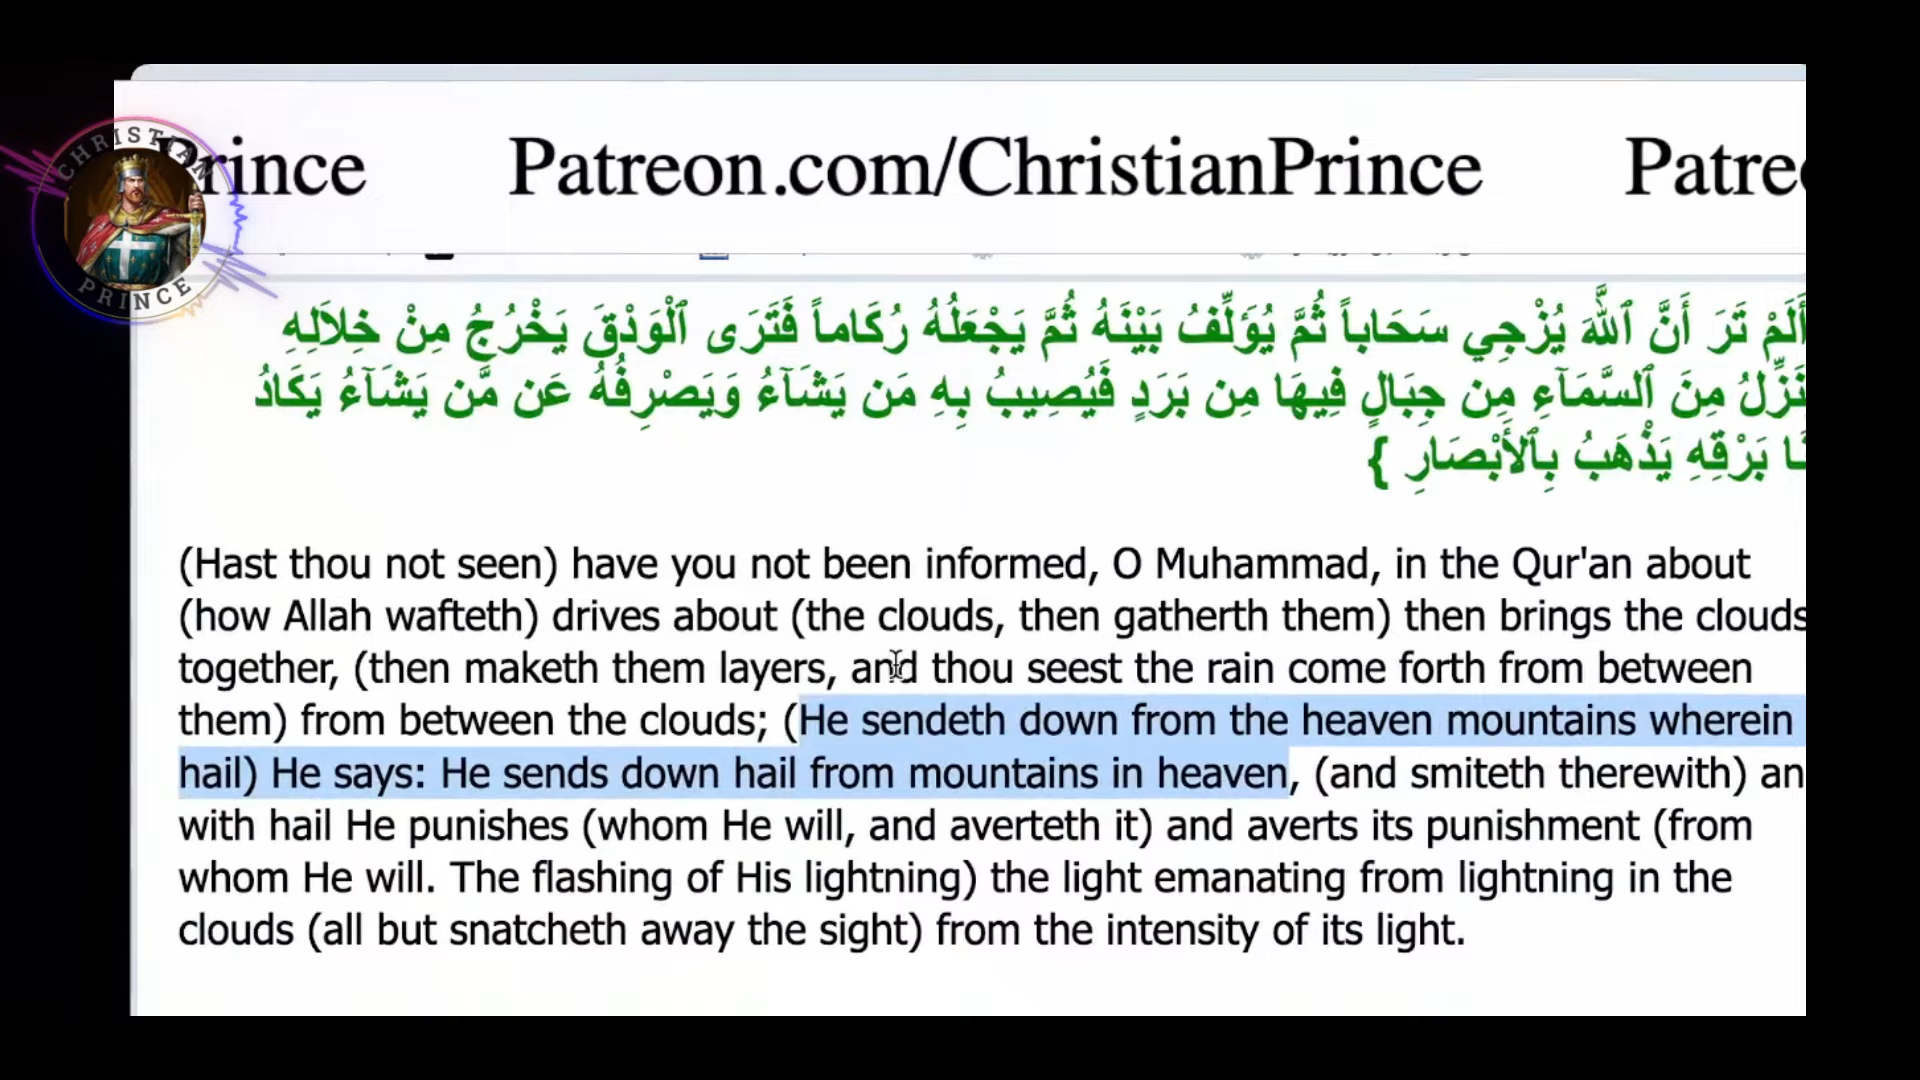 CHRISTIAN PRINCE
Prince Patreon.com/ChristianPrince Patre
أَلَمْ تَرَ أَنَّ ٱللَّهَ يُزْجِي سَحَاباً ثُمَّ يُؤَلِّفُ بَيْنَهُ ثُمَّ يَجْعَلُهُ رُكَاماً فَتَرَى ٱلْوَدْقَ يَخْرُجُ مِنْ خِلاَلِهِ
نَزِّلُ مِنَ ٱلسَّمَآءِ مِن جِبَالٍ فِيهَا مِن بَرَدٍ فَيُصِيبُ بِهِ مَن يَشَآءُ وَيَصْرِفُهُ عَن مَّن يَشَآءُ يَكَادُ
نَا بَرْقِهِ يَذْهَبُ بِٱلأَبْصَارِ }
(Hast thou not seen) have you not been informed, O Muhammad, in the Qur'an about
(how Allah wafteth) drives about (the clouds, then gatherth them) then brings the clouds
together, (then maketh them layers, and thou seest the rain come forth from between
them) from between the clouds; (He sendeth down from the heaven mountains wherein
hail) He says: He sends down hail from mountains in heaven, (and smiteth therewith) an
with hail He punishes (whom He will, and averteth it) and averts its punishment (from
whom He will. The flashing of His lightning) the light emanating from lightning in the
clouds (all but snatcheth away the sight) from the intensity of its light.